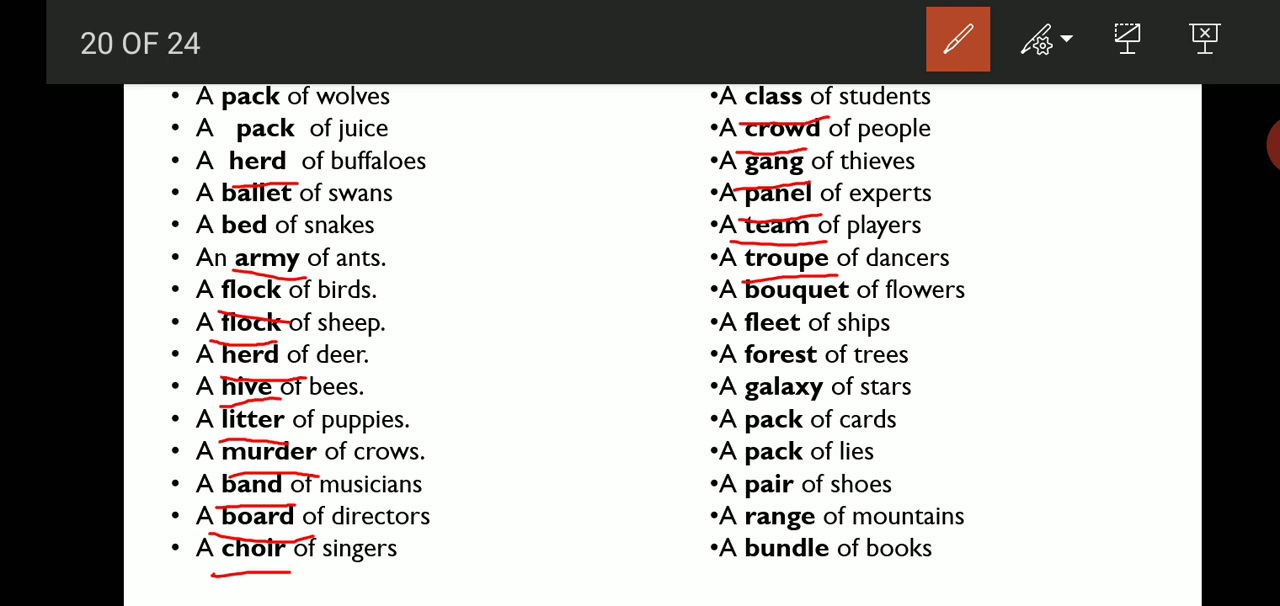 20 OF 24
• A pack of wolves
• A pack of juice
• A herd of buffaloes
• A ballet of swans
• A bed of snakes
• An army of ants.
• A flock of birds.
• A flock of sheep.
• A herd of deer.
• A hive of bees.
• A litter of puppies.
• A murder of crows.
• A band of musicians
• A board of directors
• A choir of singers
•A class of students
•A crowd of people
•A gang of thieves
•A panel of experts
•A team of players
•A troupe of dancers
•A bouquet of flowers
•A fleet of ships
•A forest of trees
•A galaxy of stars
•A pack of cards
•A pack of lies
•A pair of shoes
•A range of mountains
•A bundle of books